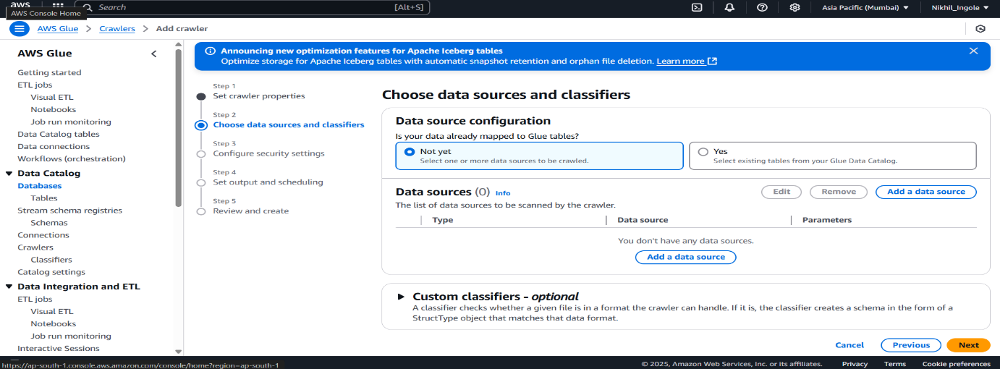 aws
Search
[Alt+S]
Asia Pacific (Mumbai)
Nikhil_Ingole
AWS Console Home
AWS Glue
Crawlers
Add crawler
AWS Glue
Getting started
ETL jobs
Visual ETL
Notebooks
Job run monitoring
Data Catalog tables
Data connections
Workflows (orchestration)
Data Catalog
Databases
Tables
Stream schema registries
Schemas
Connections
Crawlers
Classifiers
Catalog settings
Data Integration and ETL
ETL jobs
Visual ETL
Notebooks
Job run monitoring
Interactive Sessions
Announcing new optimization features for Apache Iceberg tables
Optimize storage for Apache Iceberg tables with automatic snapshot retention and orphan file deletion. Learn more
Step 1
Set crawler properties
Step 2
Choose data sources and classifiers
Step 3
Configure security settings
Step 4
Set output and scheduling
Step 5
Review and create
Choose data sources and classifiers
Data source configuration
Is your data already mapped to Glue tables?
Not yet
Select one or more data sources to be crawled.
Yes
Select existing tables from your Glue Data Catalog.
Data sources (0) Info
Edit
Remove
Add a data source
The list of data sources to be scanned by the crawler.
Type
Data source
Parameters
You don't have any data sources.
Add a data source
Custom classifiers - optional
A classifier checks whether a given file is in a format the crawler can handle. If it is, the classifier creates a schema in the form of a
StructType object that matches that data format.
Cancel
Previous
Next
https://ap-south-1.console.aws.amazon.com/console/home?region=ap-south-1
© 2025, Amazon Web Services, Inc. or its affiliates.
Privacy
Terms
Cookie preferences